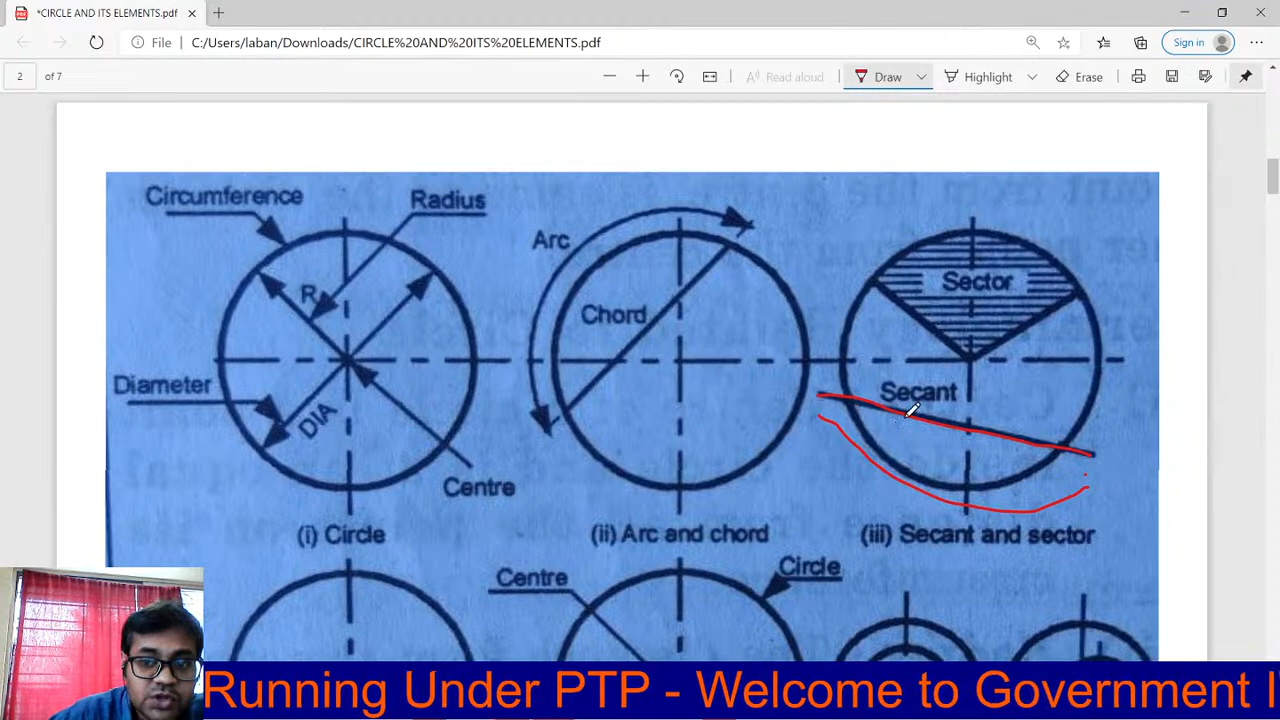 *CIRCLE AND ITS ELEMENTS.pdf
File C:/Users/laban/Downloads/CIRCLE%20AND%20ITS%20ELEMENTS.pdf Sign in
2 of 7 Read aloud Draw Highlight Erase
Circumference
Radius
Arc
R
Chord
Sector
Diameter
DIA
Secant
Centre
(i) Circle
(ii) Arc and chord
(iii) Secant and sector
Centre
Circle
Running Under PTP - Welcome to Government I